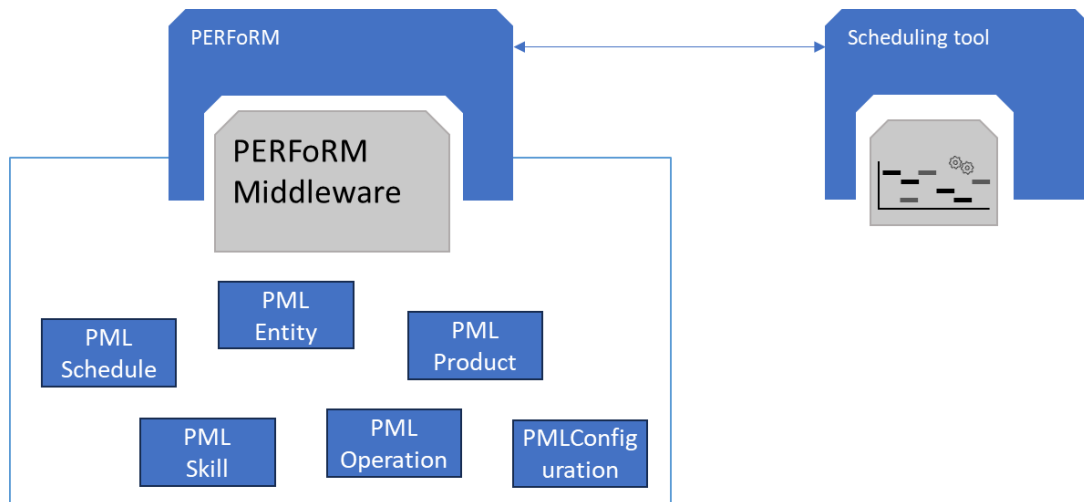 PERFoRM
Scheduling tool
PERFoRM
Middleware
PML
Entity
PML
Schedule
PML
Product
PML
Skill
PML
Operation
PMLConfig
uration